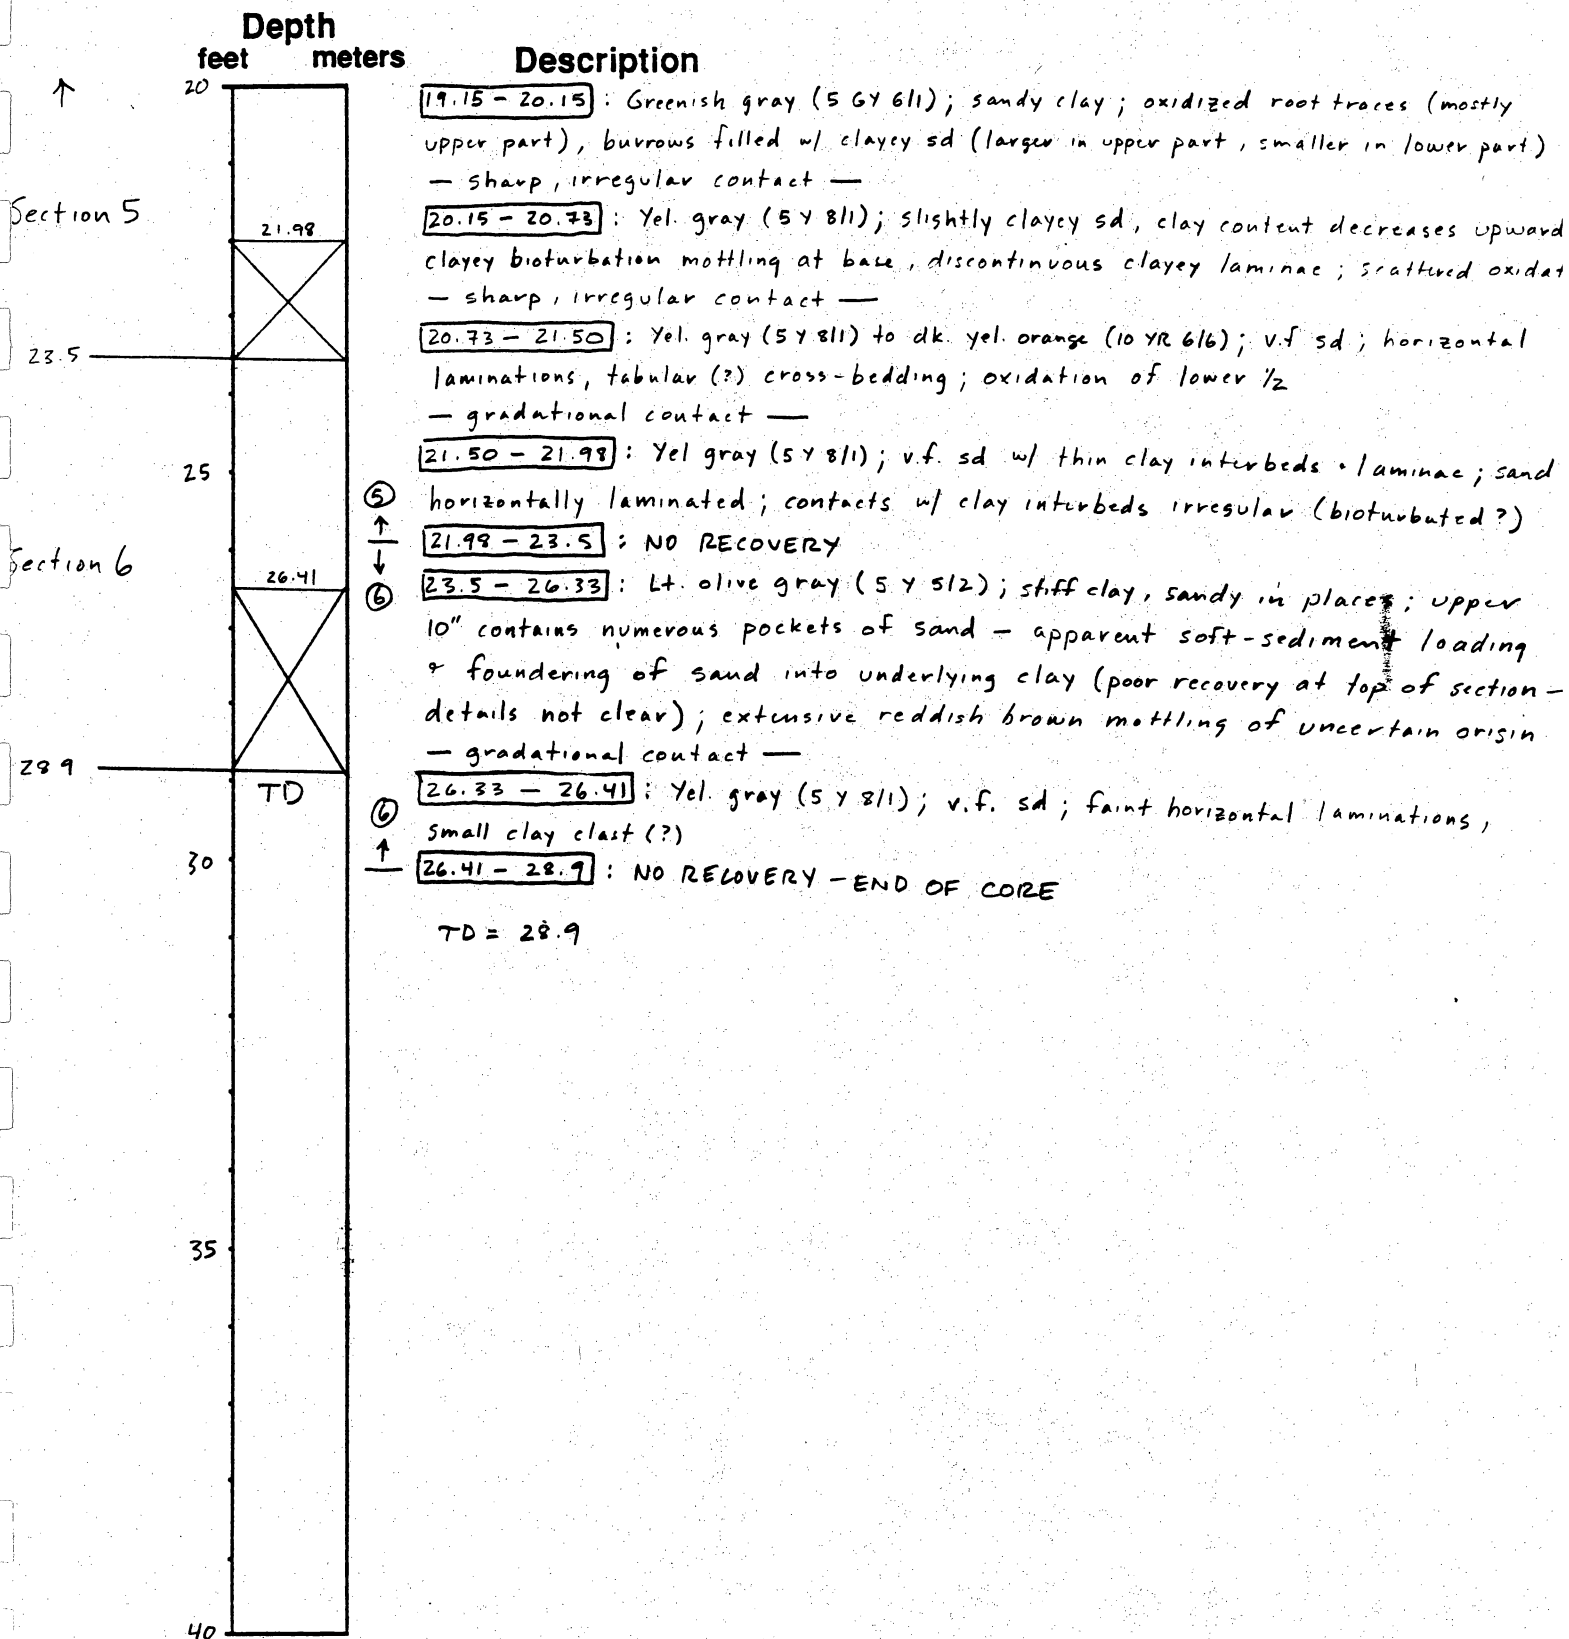 Depth
feet meters Description
↑ 20
19.15 - 20.15 : Greenish gray (5 GY 6/1); sandy clay; oxidized root traces (mostly
upper part), burrows filled w/ clayey sd (larger in upper part, smaller in lower part)
— sharp, irregular contact —
Section 5
21.98
20.15 - 20.73 : Yel. gray (5 Y 8/1); slightly clayey sd, clay content decreases upward
clayey bioturbation mottling at base, discontinuous clayey laminae; scattered oxidat
— sharp, irregular contact —
23.5
20.73 - 21.50 : Yel. gray (5 Y 8/1) to dk. yel. orange (10 YR 6/6); v.f sd; horizontal
laminations, tabular (?) cross-bedding; oxidation of lower 1/2
— gradational contact —
25
21.50 - 21.98 : Yel gray (5 Y 8/1); v.f. sd w/ thin clay interbeds + laminae; sand
⑤ horizontally laminated; contacts w/ clay interbeds irregular (bioturbated?)
↑
21.98 - 23.5 : NO RECOVERY
↓
Section 6
26.41
⑥ 23.5 - 26.33 : Lt. olive gray (5 Y 5/2); stiff clay, sandy in places; upper
10" contains numerous pockets of sand - apparent soft-sediment loading
& foundering of sand into underlying clay (poor recovery at top of section -
details not clear); extensive reddish brown mottling of uncertain origin
— gradational contact —
28 9
TD
26.33 - 26.41 : Yel. gray (5 Y 8/1); v.f. sd; faint horizontal laminations,
⑥ small clay clast (?)
↑
30
26.41 - 28.9 : NO RECOVERY - END OF CORE
TD = 28.9
35
40